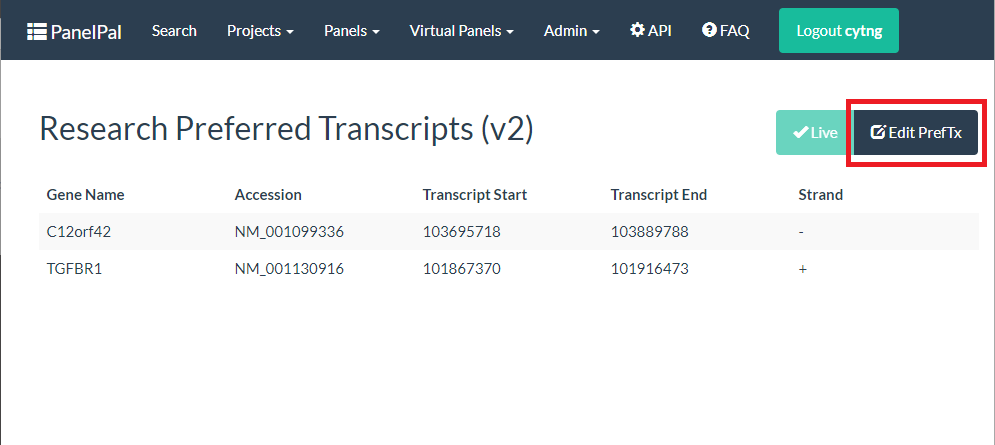 PanelPal Search Projects Panels Virtual Panels Admin API FAQ Logout cytng
Research Preferred Transcripts (v2) Live Edit PrefTx
Gene Name Accession Transcript Start Transcript End Strand
C12orf42 NM_001099336 103695718 103889788 -
TGFBR1 NM_001130916 101867370 101916473 +